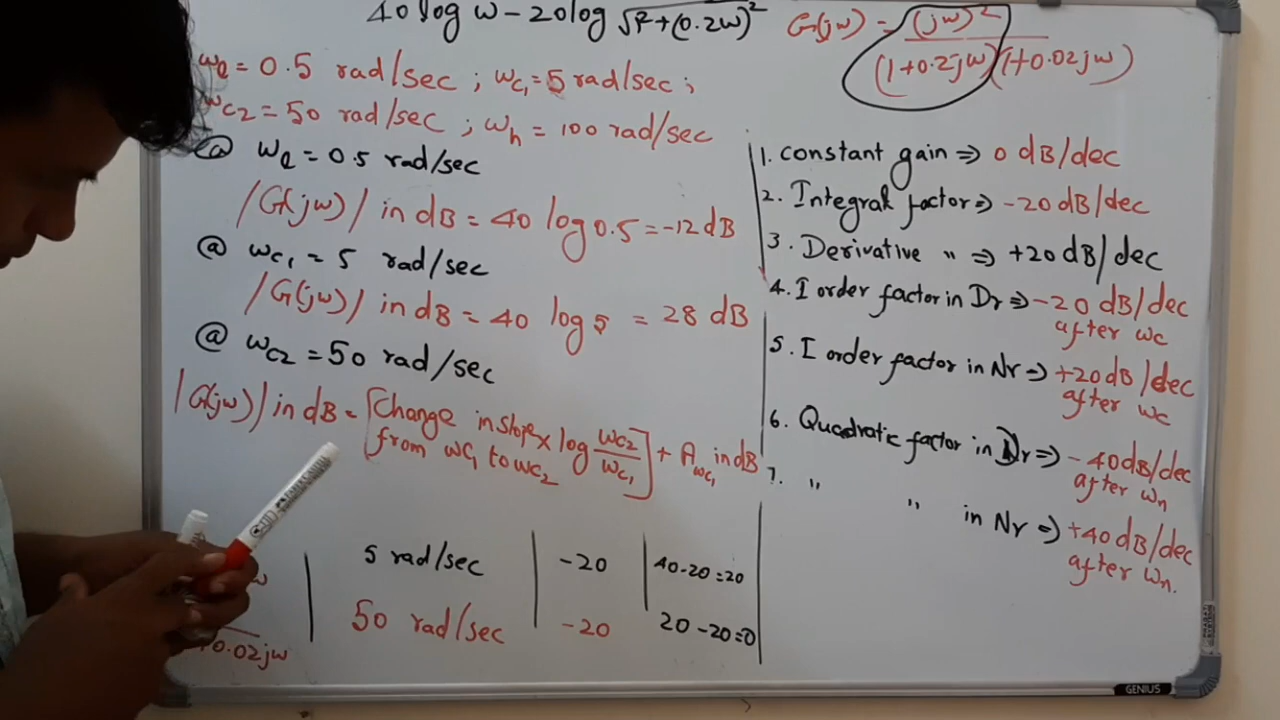 40 log ω – 20 log √1²+(0.2ω)²
G(jω) = (jω)² / (1+0.2jω)(1+0.02jω)
ωl = 0.5 rad/sec ; ωc1 = 5 rad/sec ;
ωc2 = 50 rad/sec ; ωh = 100 rad/sec
@ ωl = 0.5 rad/sec
|G(jω)| in dB = 40 log 0.5 = -12 dB
@ ωc1 = 5 rad/sec
|G(jω)| in dB = 40 log 5 = 28 dB
@ ωc2 = 50 rad/sec
|G(jω)| in dB = [Change in slope from ωc1 to ωc2 × log ωc2/ωc1] + Aωc1 in dB
5 rad/sec | -20 | 40-20=20
50 rad/sec | -20 | 20-20=0
+0.02jω
1. constant gain ⇒ 0 dB/dec
2. Integral factor ⇒ -20 dB/dec
3. Derivative " ⇒ +20 dB/dec
4. I order factor in Dr ⇒ -20 dB/dec
after ωc
5. I order factor in Nr ⇒ +20 dB/dec
after ωc
6. Quadratic factor in Dr ⇒ -40 dB/dec
after ωn
7. " " in Nr ⇒ +40 dB/dec
after ωn.
GENIUS